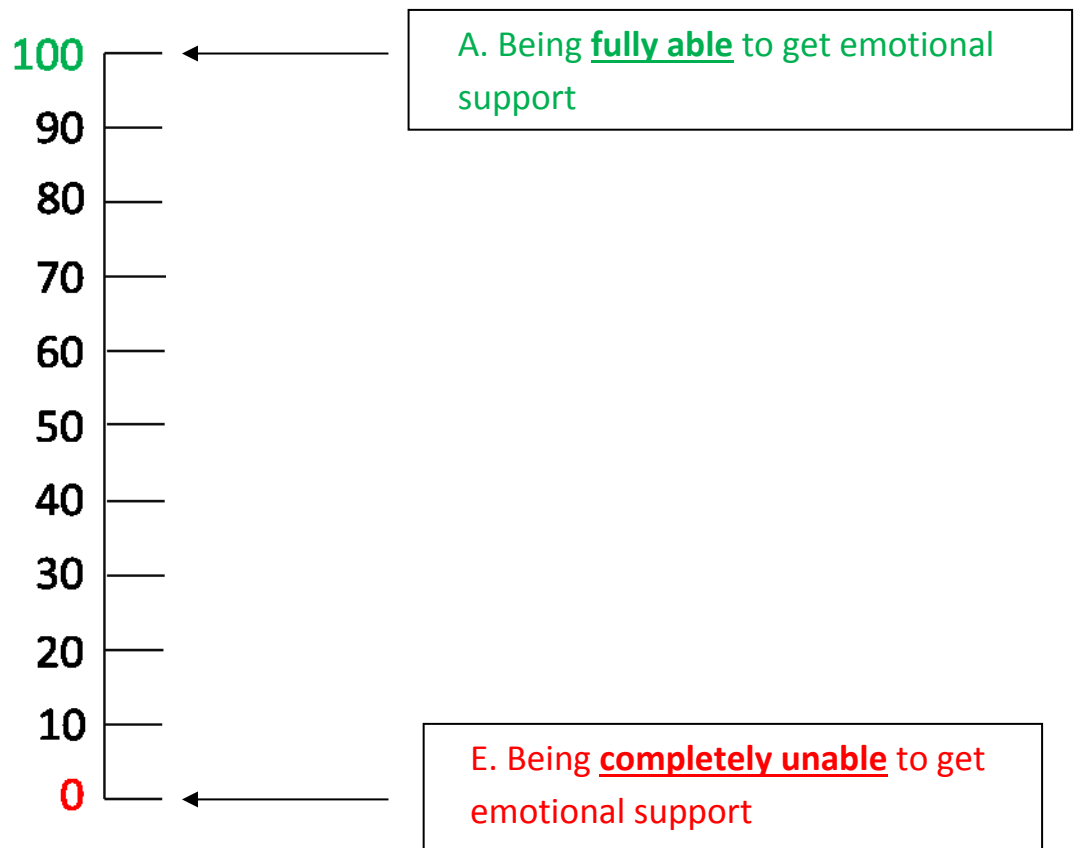 100
A. Being fully able to get emotional
support
90
80
70
60
50
40
30
20
10
E. Being completely unable to get
emotional support
0